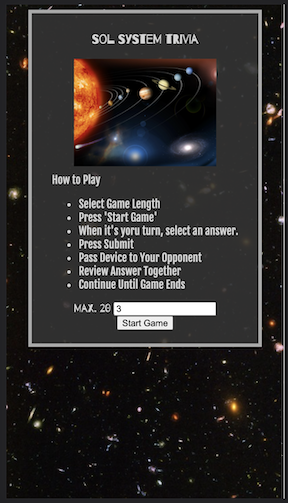 SOL SYSTEM TRIVIA
How to Play
Select Game Length
Press 'Start Game'
When it's yoru turn, select an answer.
Press Submit
Pass Device to Your Opponent
Review Answer Together
Continue Until Game Ends
MAX. 20 3
Start Game